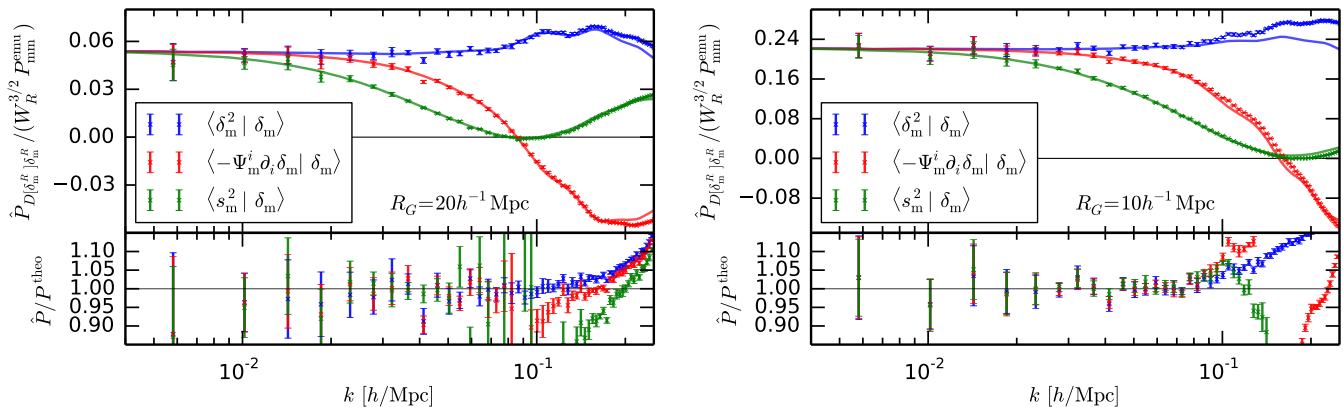 P̂_{D[δ_m^R]δ_m^R}/(W_R^{3/2} P_mm^emu)
0.06
0.03
0.00
−0.03
⟨δ_m^2 | δ_m⟩
⟨−Ψ_m^i ∂_i δ_m | δ_m⟩
⟨s_m^2 | δ_m⟩
R_G=20h^{−1} Mpc
P̂/P^theo
1.10
1.05
1.00
0.95
0.90
10^{−2}
10^{−1}
k [h/Mpc]
P̂_{D[δ_m^R]δ_m^R}/(W_R^{3/2} P_mm^emu)
0.24
0.16
0.08
0.00
−0.08
⟨δ_m^2 | δ_m⟩
⟨−Ψ_m^i ∂_i δ_m | δ_m⟩
⟨s_m^2 | δ_m⟩
R_G=10h^{−1} Mpc
P̂/P^theo
1.10
1.05
1.00
0.95
0.90
10^{−2}
10^{−1}
k [h/Mpc]